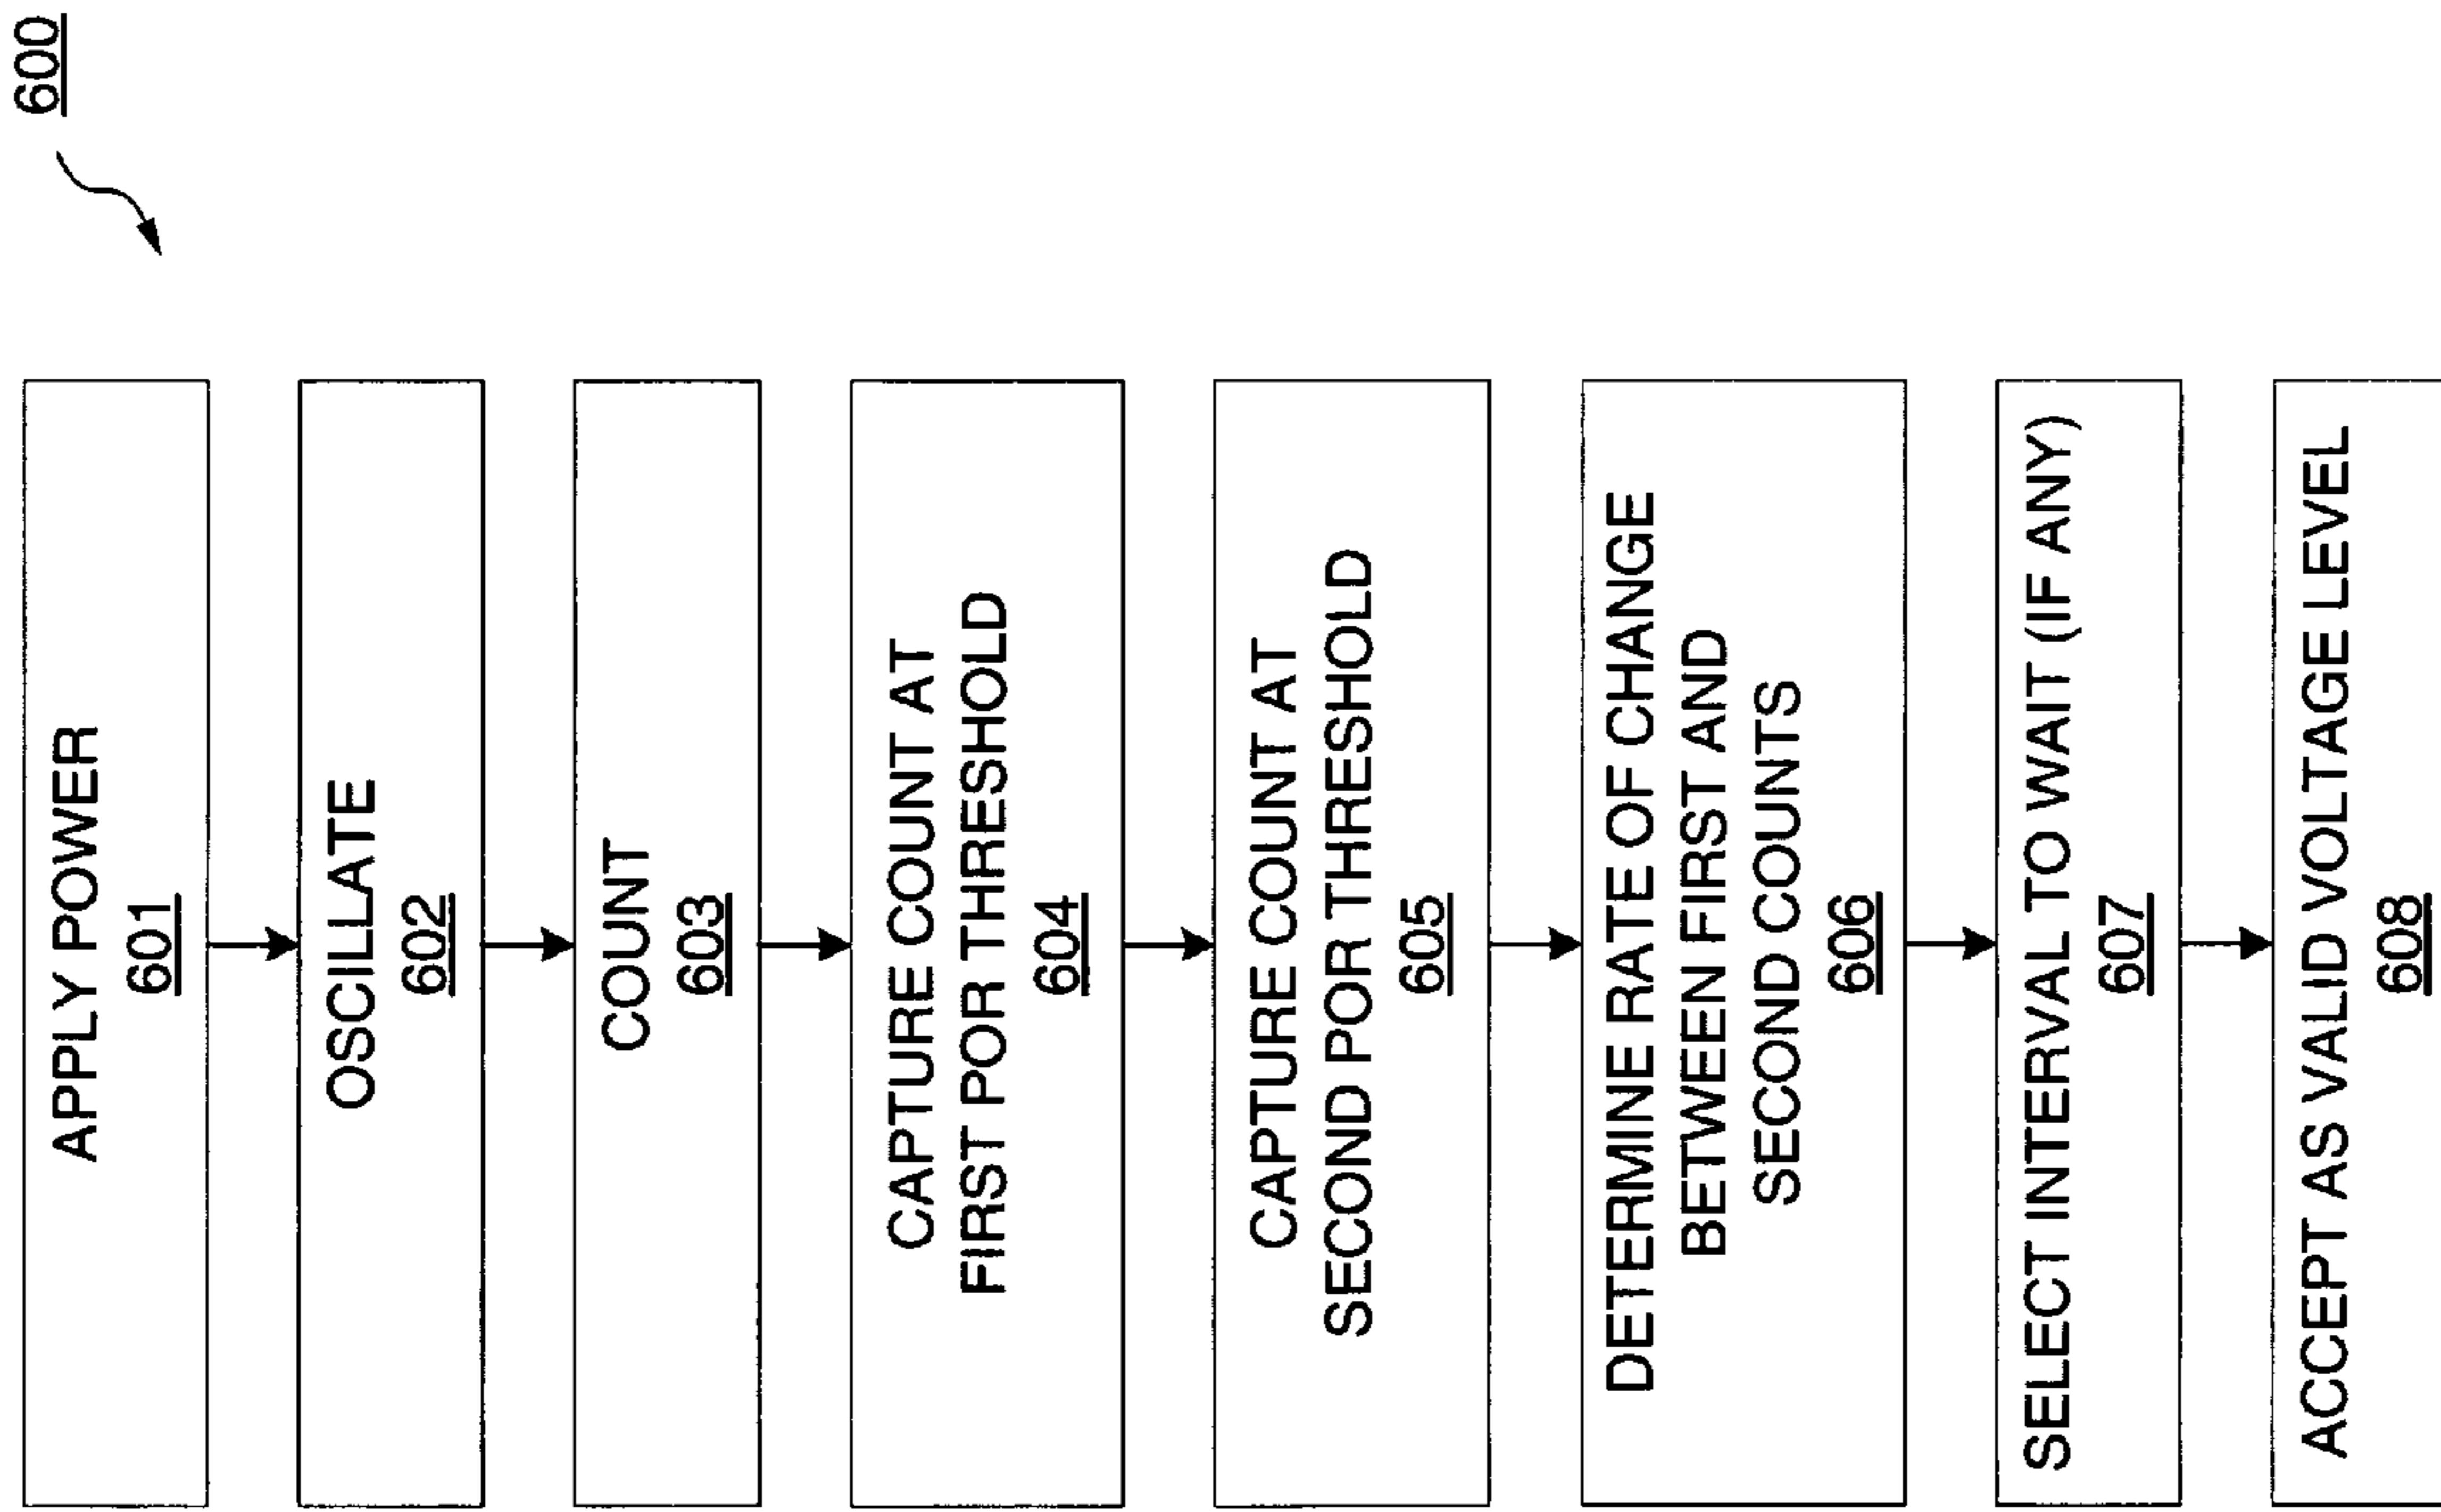 600
APPLY POWER
601
OSCILLATE
602
COUNT
603
CAPTURE COUNT AT
FIRST POR THRESHOLD
604
CAPTURE COUNT AT
SECOND POR THRESHOLD
605
DETERMINE RATE OF CHANGE
BETWEEN FIRST AND
SECOND COUNTS
606
SELECT INTERVAL TO WAIT (IF ANY)
607
ACCEPT AS VALID VOLTAGE LEVEL
608